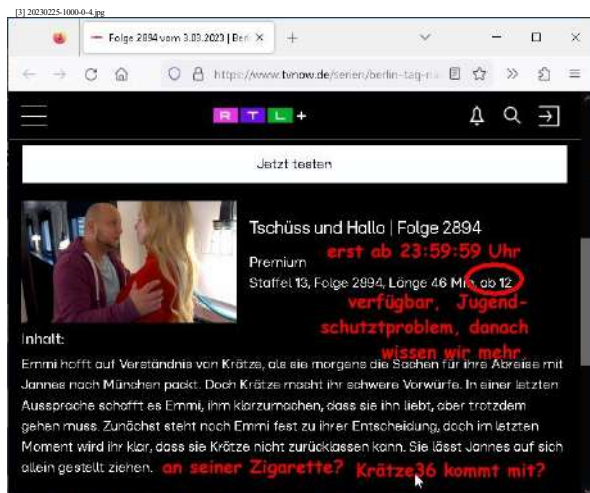 [3] 20230225-1000-0-4.jpg
Folge 2894 vom 3.03.2023 | Berl
https://www.tvnow.de/serien/berlin-tag-n
RTL+
Jetzt testen
Tschüss und Hallo | Folge 2894
erst ab 23:59:59 Uhr
Premium
Staffel 13, Folge 2894, Länge 46 Min, ab 12
verfügbar, Jugend-
schutztproblem, danach
wissen wir mehr
Inhalt:
Emmi hofft auf Verständnis von Krätze, als sie morgens die Sachen für ihre Abreise mit
Jannes nach München packt. Doch Krätze macht ihr schwere Vorwürfe. In einer letzten
Aussprache schafft es Emmi, ihm klarzumachen, dass sie ihn liebt, aber trotzdem
gehen muss. Zunächst steht noch Emmi fest zu ihrer Entscheidung, doch im letzten
Moment wird ihr klar, dass sie Krätze nicht zurücklassen kann. Sie lässt Jannes auf sich
allein gestellt ziehen. an seiner Zigarette? Krätze36 kommt mit?